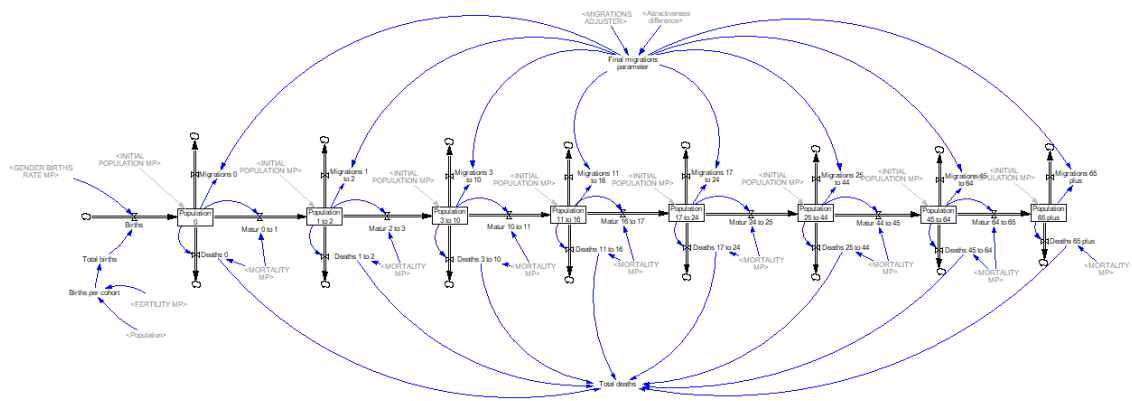 <MIGRATIONS
ADJUSTER>
<Attractiveness
difference>
Final migrations
parameter
<GENDER BIRTHS
RATE MP>
<INITIAL
POPULATION MP>
Migrations 0
<INITIAL
POPULATION MP>
Migrations 1
to 2
<INITIAL
POPULATION MP>
Migrations 3
to 10
<INITIAL
POPULATION MP>
Migrations 11
to 16
<INITIAL
POPULATION MP>
Migrations 17
to 24
<INITIAL
POPULATION MP>
Migrations 25
to 44
<INITIAL
POPULATION MP>
Migrations 45
to 64
<INITIAL
POPULATION MP>
Migrations 65
plus
Births
Population
0
Matur 0 to 1
Population
1 to 2
Matur 2 to 3
Population
3 to 10
Matur 10 to 11
Population
11 to 16
Matur 16 to 17
Population
17 to 24
Matur 24 to 25
Population
25 to 44
Matur 44 to 45
Population
45 to 64
Matur 64 to 65
Population
65 plus
Total births
Deaths 0
<MORTALITY
MP>
Deaths 1 to 2
<MORTALITY
MP>
Deaths 3 to 10
<MORTALITY
MP>
Deaths 11 to 16
<MORTALITY
MP>
Deaths 17 to 24
<MORTALITY
MP>
Deaths 25 to 44
<MORTALITY
MP>
Deaths 45 to 64
<MORTALITY
MP>
Deaths 65 plus
<MORTALITY
MP>
Births per cohort
<FERTILITY MP>
<Population>
Total deaths